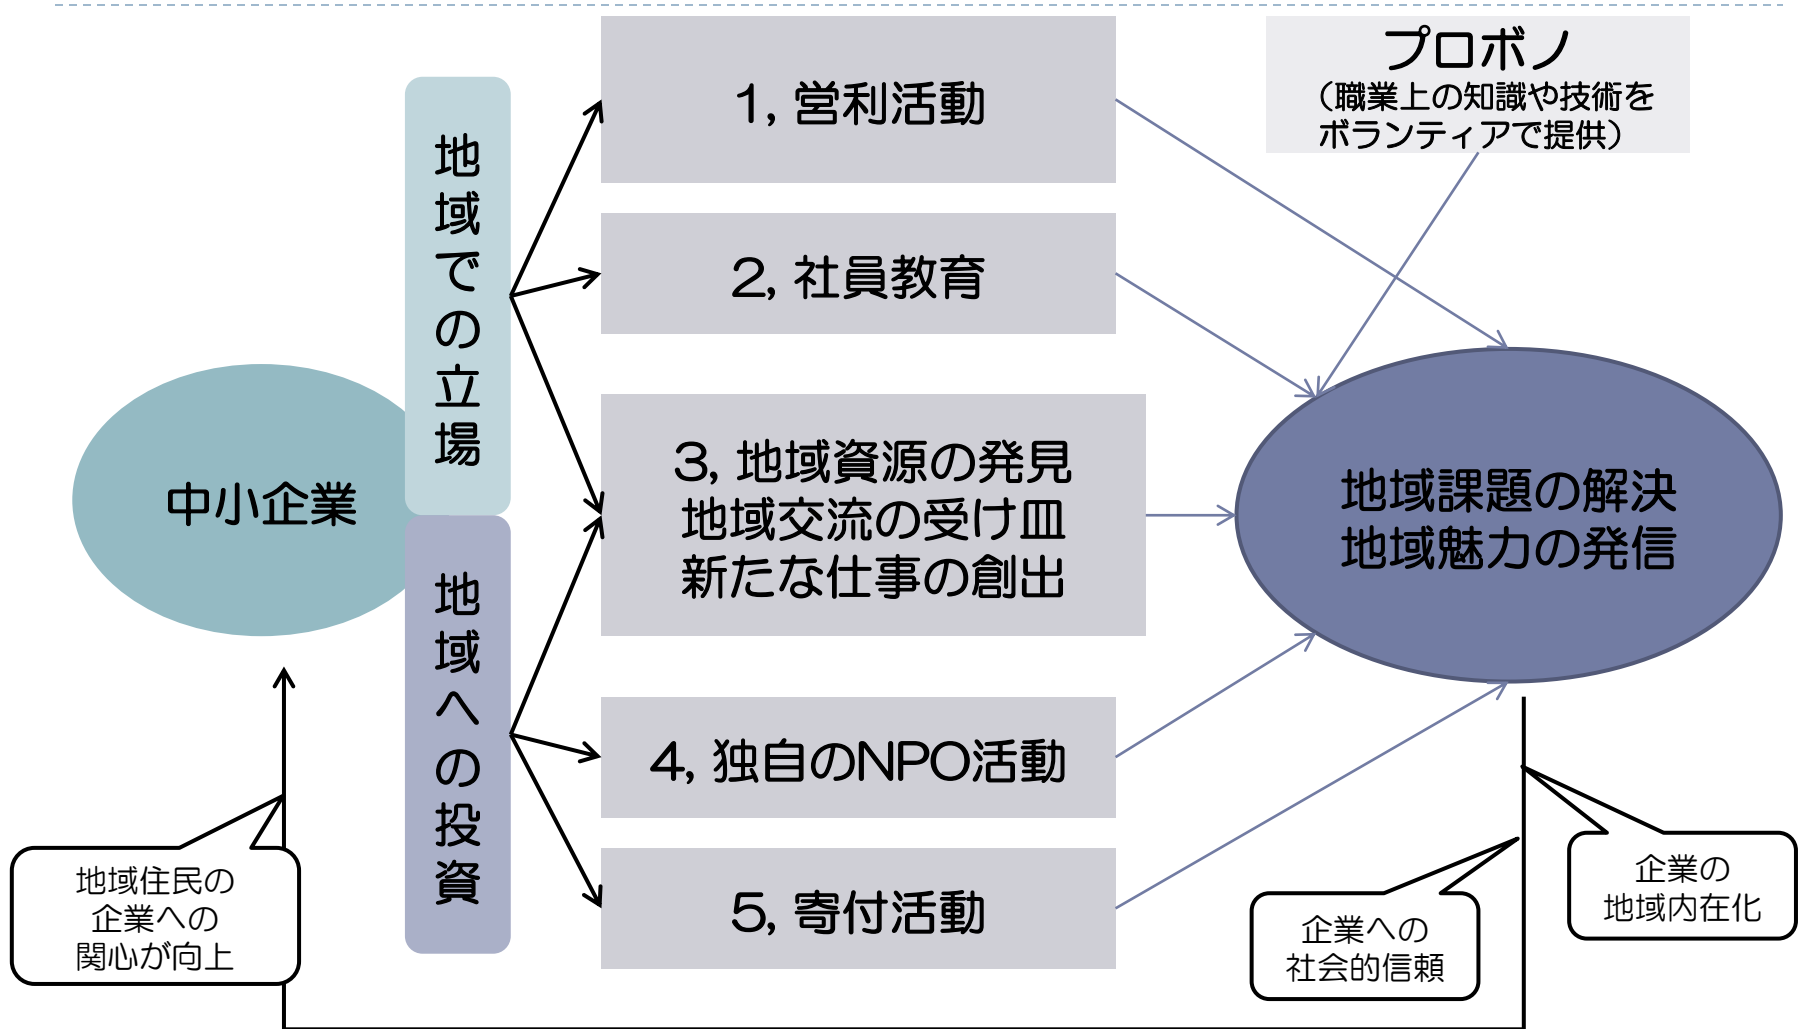 中小企業
地域での立場
地域への投資
1, 営利活動
2, 社員教育
3, 地域資源の発見
地域交流の受け皿
新たな仕事の創出
4, 独自のNPO活動
5, 寄付活動
プロボノ
（職業上の知識や技術を
ボランティアで提供）
地域課題の解決
地域魅力の発信
企業の
地域内在化
企業への
社会的信頼
地域住民の
企業への
関心が向上